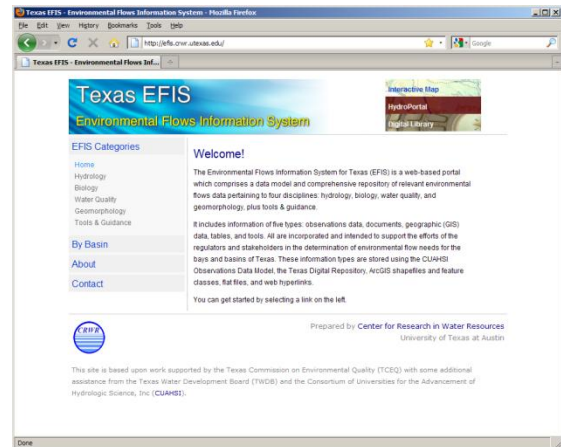 Texas EFIS - Environmental Flows Information System - Mozilla Firefox
File Edit View History Bookmarks Tools Help
http://efis.crwr.utexas.edu/
Google
Texas EFIS - Environmental Flows Inf...
Texas EFIS
Environmental Flows Information System
Interactive Map
HydroPortal
Digital Library
EFIS Categories
Home
Hydrology
Biology
Water Quality
Geomorphology
Tools & Guidance
By Basin
About
Contact
Welcome!
The Environmental Flows Information System for Texas (EFIS) is a web-based portal
which comprises a data model and comprehensive repository of relevant environmental
flows data pertaining to four disciplines: hydrology, biology, water quality, and
geomorphology, plus tools & guidance.
It includes information of five types: observations data, documents, geographic (GIS)
data, tables, and tools. All are incorporated and intended to support the efforts of the
regulators and stakeholders in the determination of environmental flow needs for the
bays and basins of Texas. These information types are stored using the CUAHSI
Observations Data Model, the Texas Digital Repository, ArcGIS shapefiles and feature
classes, flat files, and web hyperlinks.
You can get started by selecting a link on the left.
CRWR
Prepared by Center for Research in Water Resources
University of Texas at Austin
This site is based upon work supported by the Texas Commission on Environmental Quality (TCEQ) with some additional
assistance from the Texas Water Development Board (TWDB) and the Consortium of Universities for the Advancement of
Hydrologic Science, Inc (CUAHSI).
Done